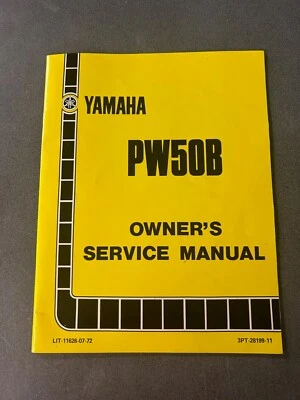 YAMAHA
PW50B
OWNER'S
SERVICE MANUAL
LIT-11626-07-72
3PT-28199-11